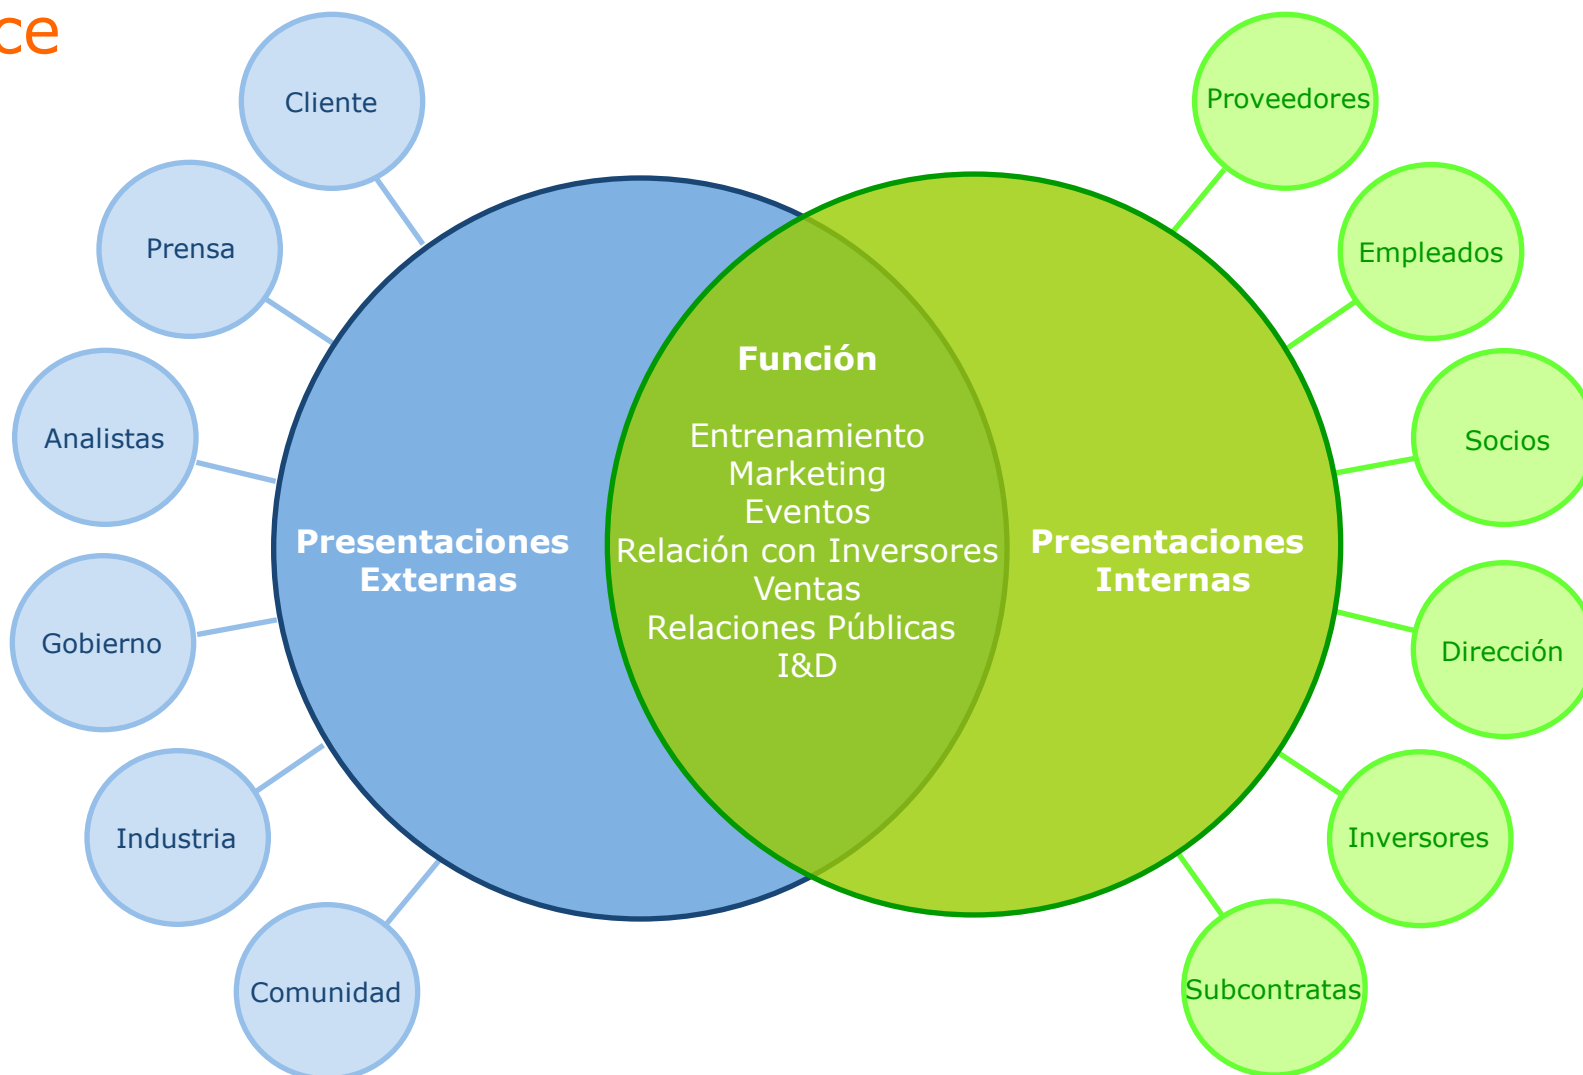 ce
Cliente
Prensa
Analistas
Gobierno
Industria
Comunidad
Presentaciones
Externas
Función
Entrenamiento
Marketing
Eventos
Relación con Inversores
Ventas
Relaciones Públicas
I&D
Presentaciones
Internas
Proveedores
Empleados
Socios
Dirección
Inversores
Subcontratas